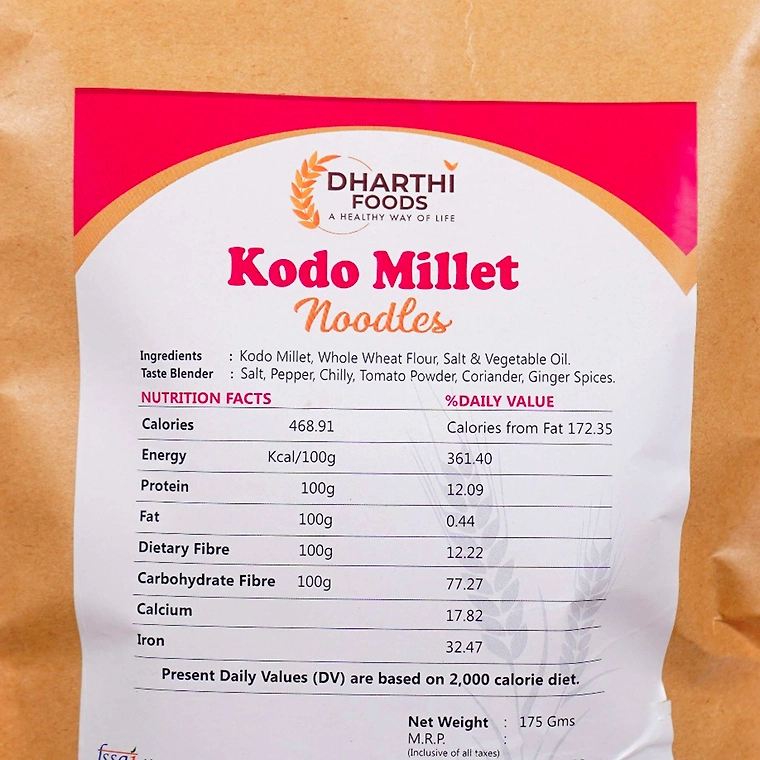 DHARTHI
FOODS
A HEALTHY WAY OF LIFE
Kodo Millet
Noodles
Ingredients : Kodo Millet, Whole Wheat Flour, Salt & Vegetable Oil.
Taste Blender : Salt, Pepper, Chilly, Tomato Powder, Coriander, Ginger Spices.
NUTRITION FACTS %DAILY VALUE
Calories 468.91 Calories from Fat 172.35
Energy Kcal/100g 361.40
Protein 100g 12.09
Fat 100g 0.44
Dietary Fibre 100g 12.22
Carbohydrate Fibre 100g 77.27
Calcium 17.82
Iron 32.47
Present Daily Values (DV) are based on 2,000 calorie diet.
Net Weight : 175 Gms
M.R.P. :
(Inclusive of all taxes)
fssai